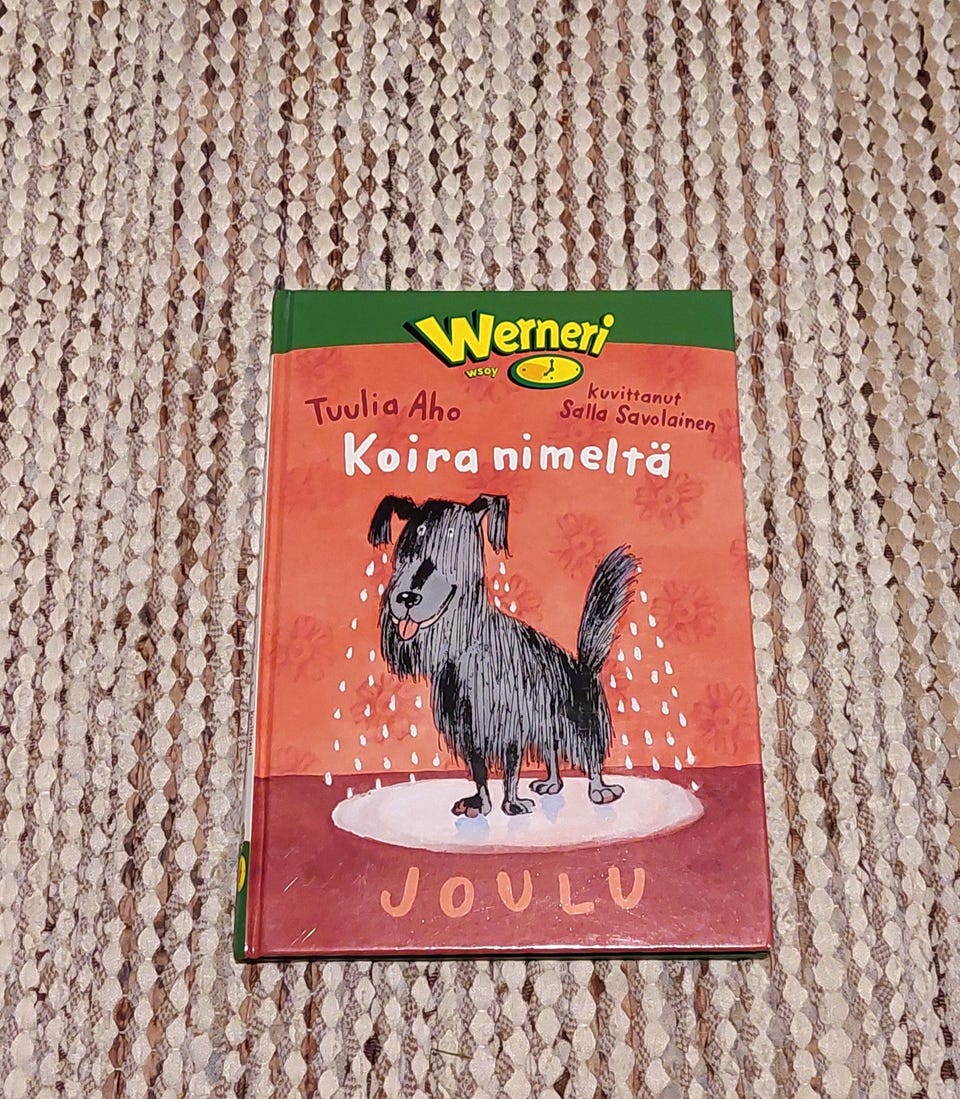 Werneri
WSOY
Tuulia Aho
Kuvittanut
Salla Savolainen
Koira nimeltä
JOULU